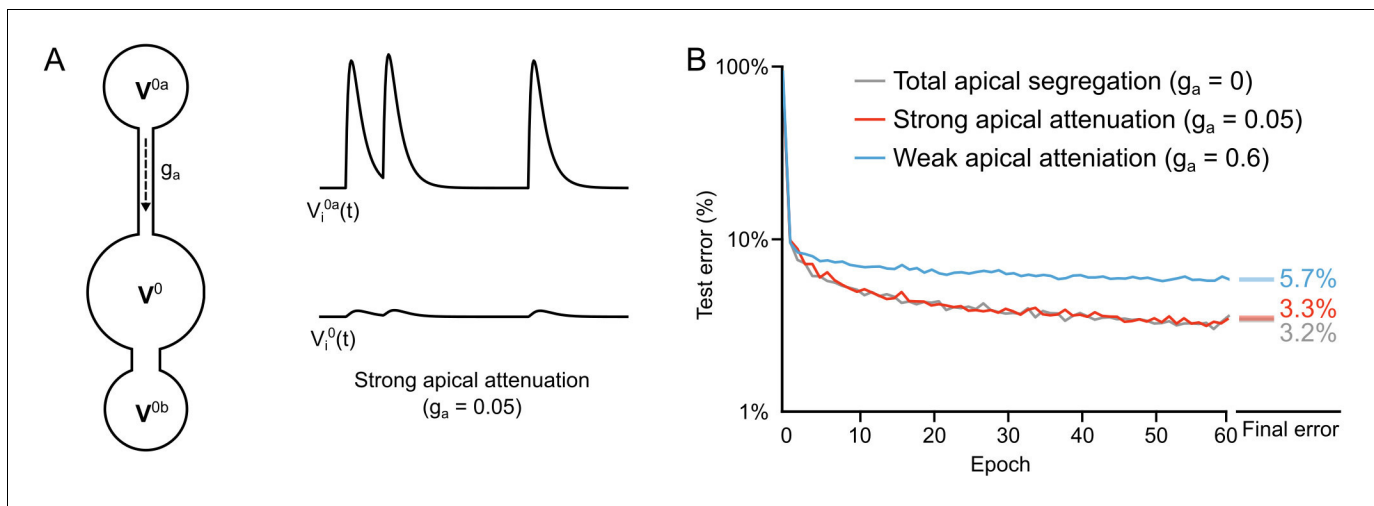 A
V⁰ᵃ
gₐ
V⁰
V⁰ᵇ
Vᵢ⁰ᵃ(t)
Vᵢ⁰(t)
Strong apical attenuation
(gₐ = 0.05)
B
Total apical segregation (gₐ = 0)
Strong apical attenuation (gₐ = 0.05)
Weak apical atteniation (gₐ = 0.6)
Test error (%)
100%
10%
1%
5.7%
3.3%
3.2%
0 10 20 30 40 50 60
Final error
Epoch